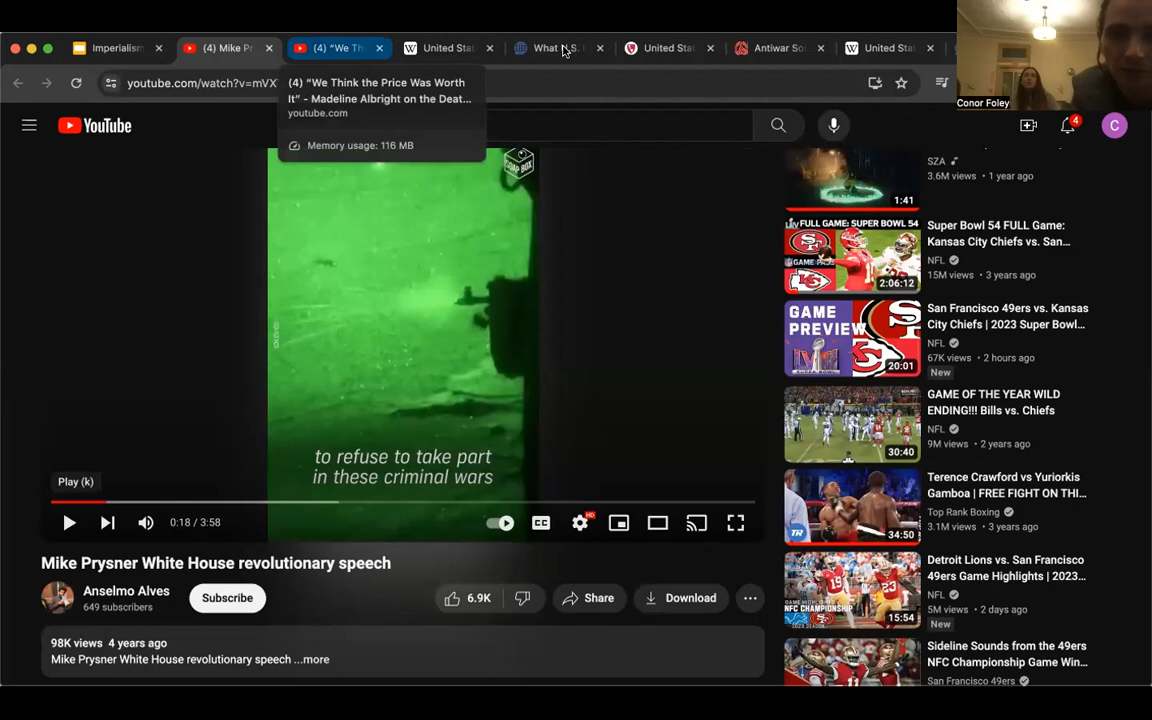 Imperialism
(4) Mike Pr
(4) “We Th
United Stat
United Stat
Antiwar So
United Stat
youtube.com/watch?v=mVX
(4) “We Think the Price Was Worth
It” - Madeline Albright on the Deat...
youtube.com
Memory usage: 116 MB
Conor Foley
YouTube
4
C
SOAP BOX
to refuse to take part
in these criminal wars
Play (k)
0:18 / 3:58
CC
HD
Mike Prysner White House revolutionary speech
Anselmo Alves
649 subscribers
Subscribe
6.9K
Share
Download
98K views 4 years ago
Mike Prysner White House revolutionary speech ...more
SZA
3.6M views • 1 year ago
1:41
FULL GAME: SUPER BOWL 54
2:06:12
Super Bowl 54 FULL Game:
Kansas City Chiefs vs. San...
NFL
15M views • 3 years ago
GAME
PREVIEW
20:01
San Francisco 49ers vs. Kansas
City Chiefs | 2023 Super Bowl...
NFL
67K views • 2 hours ago
New
30:40
GAME OF THE YEAR WILD
ENDING!!! Bills vs. Chiefs
NFL
9M views • 2 years ago
34:50
Terence Crawford vs Yuriorkis
Gamboa | FREE FIGHT ON THI...
Top Rank Boxing
3.1M views • 3 years ago
15:54
Detroit Lions vs. San Francisco
49ers Game Highlights | 2023...
NFL
5M views • 2 days ago
New
Sideline Sounds from the 49ers
NFC Championship Game Win...
San Francisco 49ers